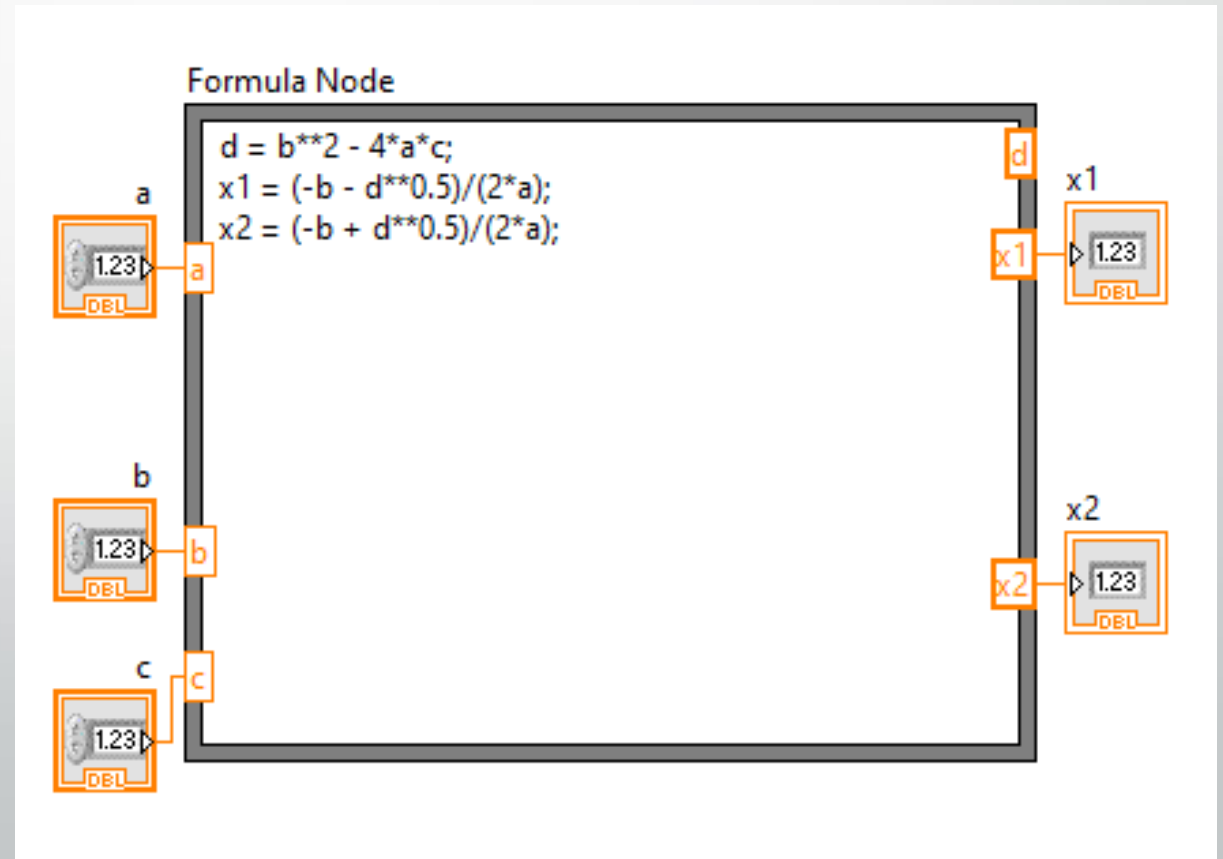 Formula Node
d = b**2 - 4*a*c;
x1 = (-b - d**0.5)/(2*a);
x2 = (-b + d**0.5)/(2*a);
d
a
1.23
DBL
a
x1
x1
1.23
DBL
b
1.23
DBL
b
x2
x2
1.23
DBL
c
1.23
DBL
c